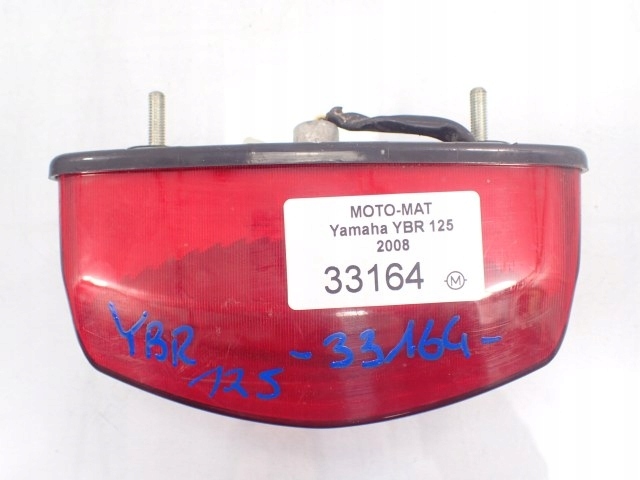 MOTO-MAT
Yamaha YBR 125
2008
33164 M
YBR -33164-
125